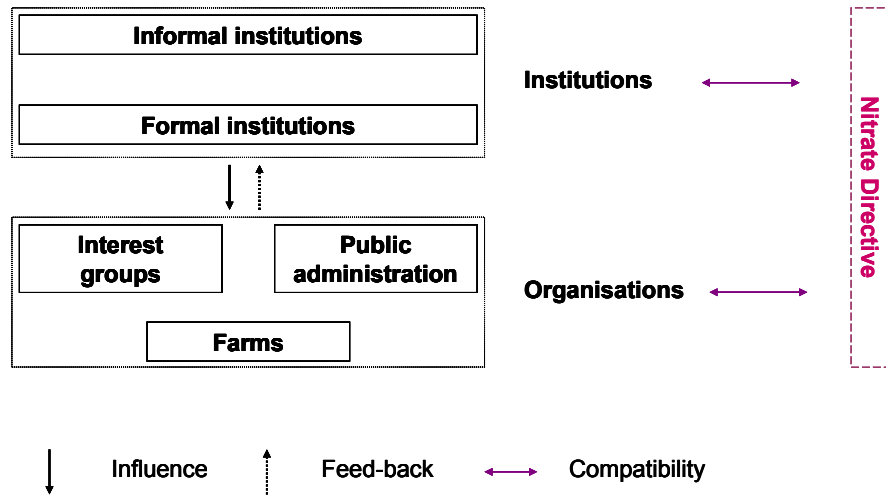 Informal institutions
Formal institutions
Institutions
Interest
groups
Public
administration
Farms
Organisations
Nitrate Directive
Influence
Feed-back
Compatibility